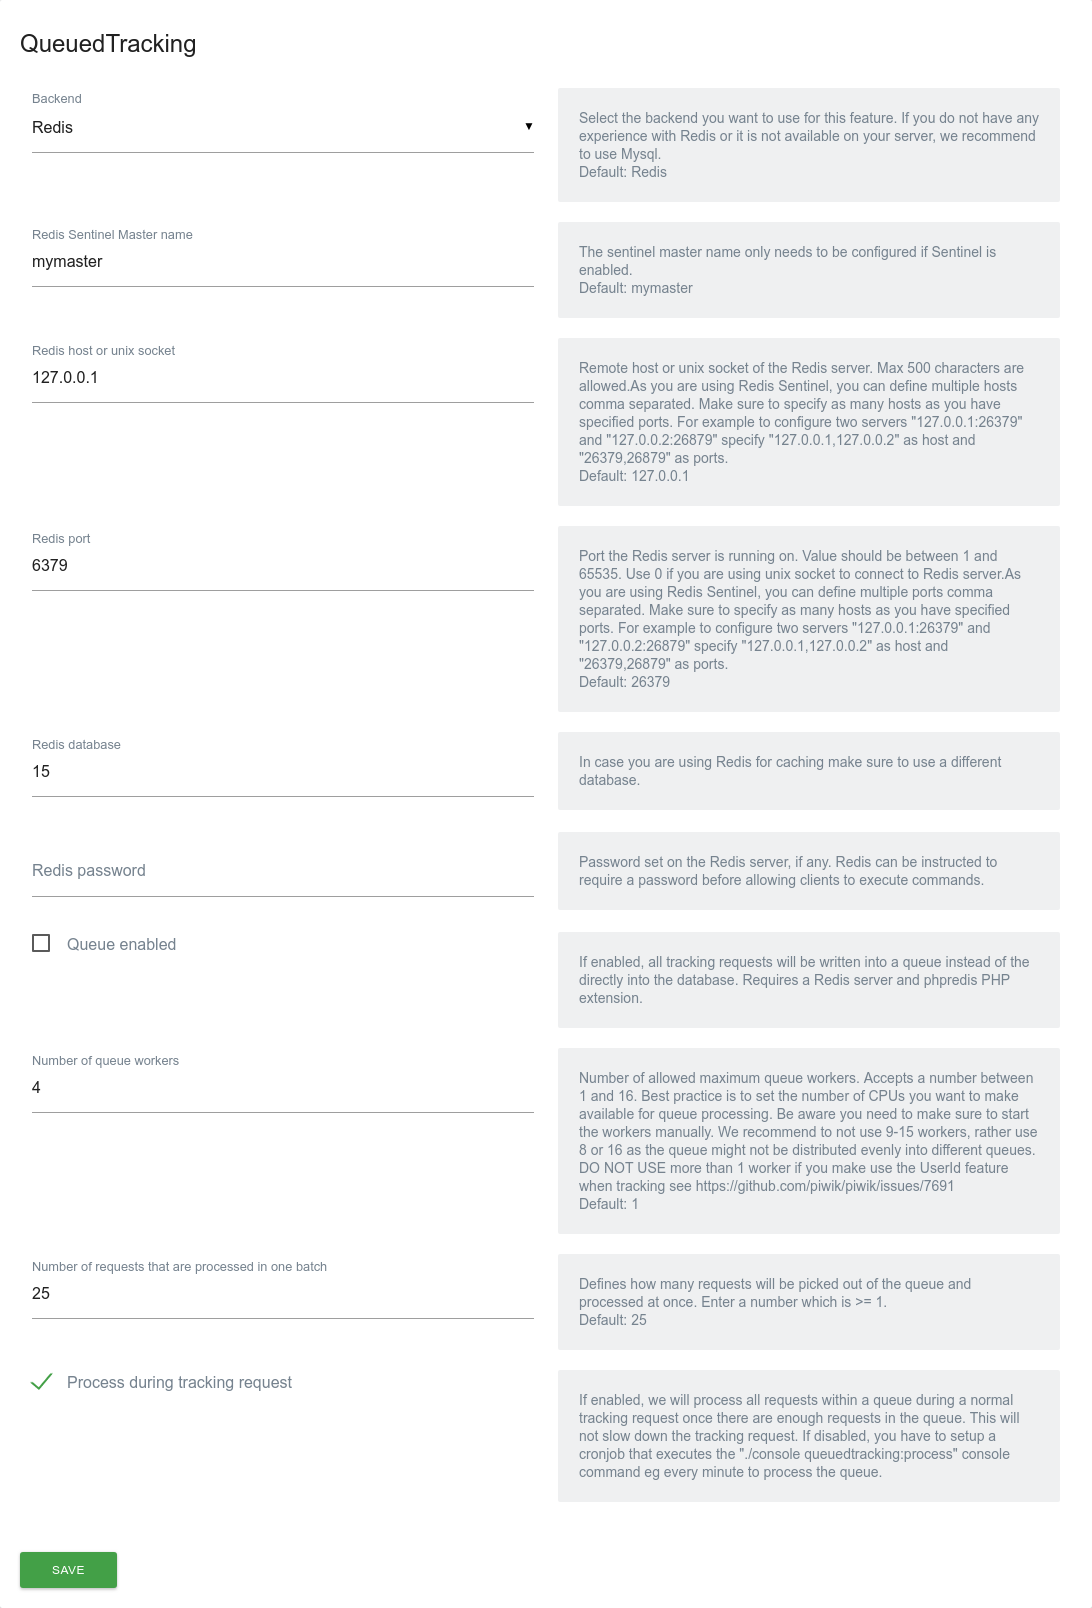 QueuedTracking
Backend
Redis
▼
Select the backend you want to use for this feature. If you do not have any
experience with Redis or it is not available on your server, we recommend
to use Mysql.
Default: Redis
Redis Sentinel Master name
mymaster
The sentinel master name only needs to be configured if Sentinel is
enabled.
Default: mymaster
Redis host or unix socket
127.0.0.1
Remote host or unix socket of the Redis server. Max 500 characters are
allowed.As you are using Redis Sentinel, you can define multiple hosts
comma separated. Make sure to specify as many hosts as you have
specified ports. For example to configure two servers "127.0.0.1:26379"
and "127.0.0.2:26879" specify "127.0.0.1,127.0.0.2" as host and
"26379,26879" as ports.
Default: 127.0.0.1
Redis port
6379
Port the Redis server is running on. Value should be between 1 and
65535. Use 0 if you are using unix socket to connect to Redis server.As
you are using Redis Sentinel, you can define multiple ports comma
separated. Make sure to specify as many hosts as you have specified
ports. For example to configure two servers "127.0.0.1:26379" and
"127.0.0.2:26879" specify "127.0.0.1,127.0.0.2" as host and
"26379,26879" as ports.
Default: 26379
Redis database
15
In case you are using Redis for caching make sure to use a different
database.
Redis password
Password set on the Redis server, if any. Redis can be instructed to
require a password before allowing clients to execute commands.
Queue enabled
If enabled, all tracking requests will be written into a queue instead of the
directly into the database. Requires a Redis server and phpredis PHP
extension.
Number of queue workers
4
Number of allowed maximum queue workers. Accepts a number between
1 and 16. Best practice is to set the number of CPUs you want to make
available for queue processing. Be aware you need to make sure to start
the workers manually. We recommend to not use 9-15 workers, rather use
8 or 16 as the queue might not be distributed evenly into different queues.
DO NOT USE more than 1 worker if you make use the UserId feature
when tracking see https://github.com/piwik/piwik/issues/7691
Default: 1
Number of requests that are processed in one batch
25
Defines how many requests will be picked out of the queue and
processed at once. Enter a number which is >= 1.
Default: 25
Process during tracking request
If enabled, we will process all requests within a queue during a normal
tracking request once there are enough requests in the queue. This will
not slow down the tracking request. If disabled, you have to setup a
cronjob that executes the "./console queuedtracking:process" console
command eg every minute to process the queue.
SAVE